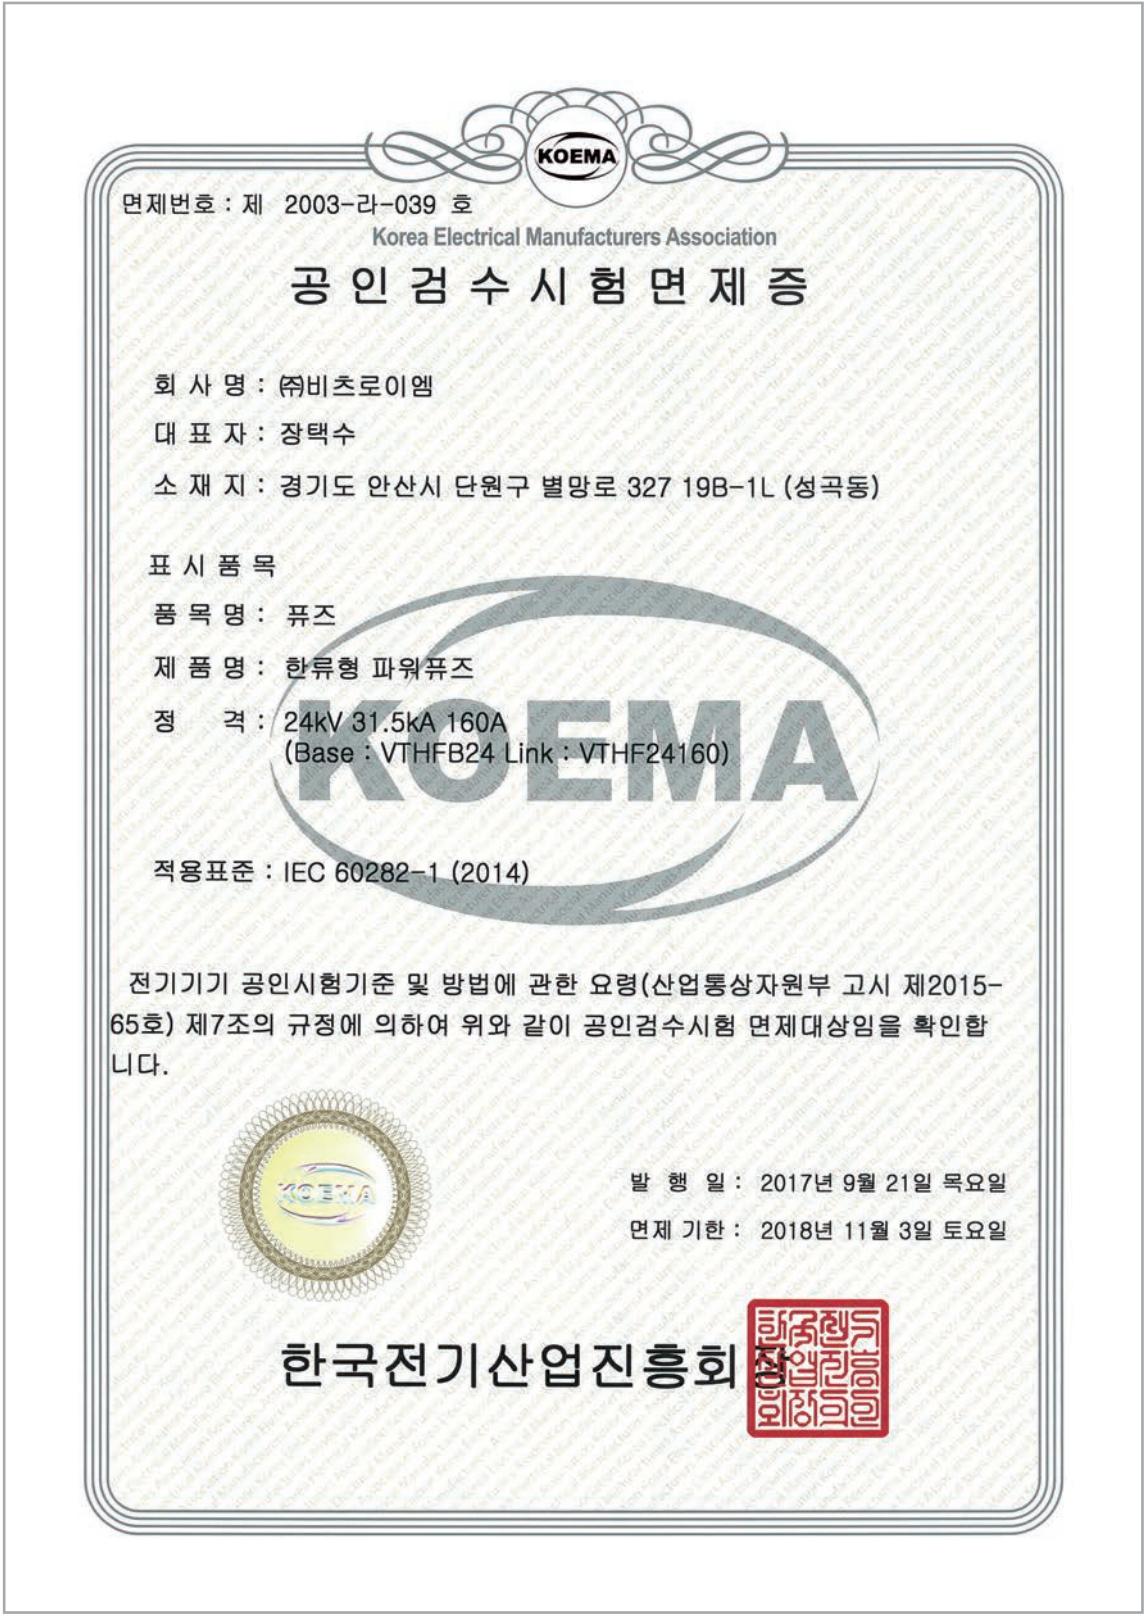 KOEMA
면제번호 : 제 2003-라-039 호
Korea Electrical Manufacturers Association
공인검수시험면제증
회 사 명 : ㈜비츠로이엠
대 표 자 : 장택수
소 재 지 : 경기도 안산시 단원구 별망로 327 19B-1L (성곡동)
표 시 품 목
품 목 명 : 퓨즈
제 품 명 : 한류형 파워퓨즈
정 격 : 24kV 31.5kA 160A
(Base : VTHFB24 Link : VTHF24160)
KOEMA
적용표준 : IEC 60282-1 (2014)
전기기기 공인시험기준 및 방법에 관한 요령(산업통상자원부 고시 제2015-
65호) 제7조의 규정에 의하여 위와 같이 공인검수시험 면제대상임을 확인합
니다.
KOEMA
발 행 일 : 2017년 9월 21일 목요일
면제 기한 : 2018년 11월 3일 토요일
한국전기산업진흥회장